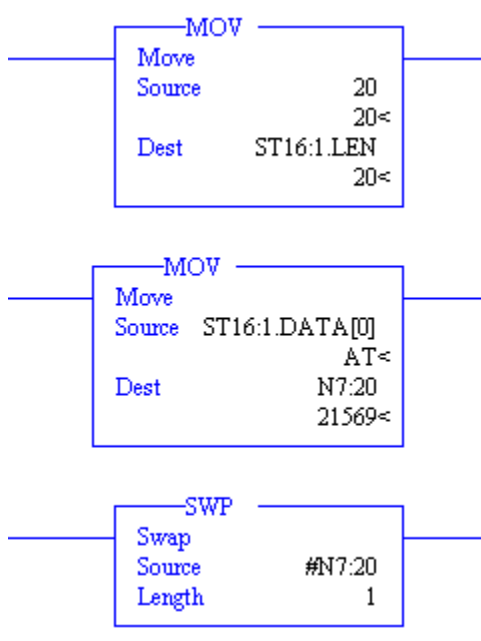 MOV
Move
Source 20
20<
Dest ST16:1.LEN
20<
MOV
Move
Source ST16:1.DATA[0]
AT<
Dest N7:20
21569<
SWP
Swap
Source #N7:20
Length 1